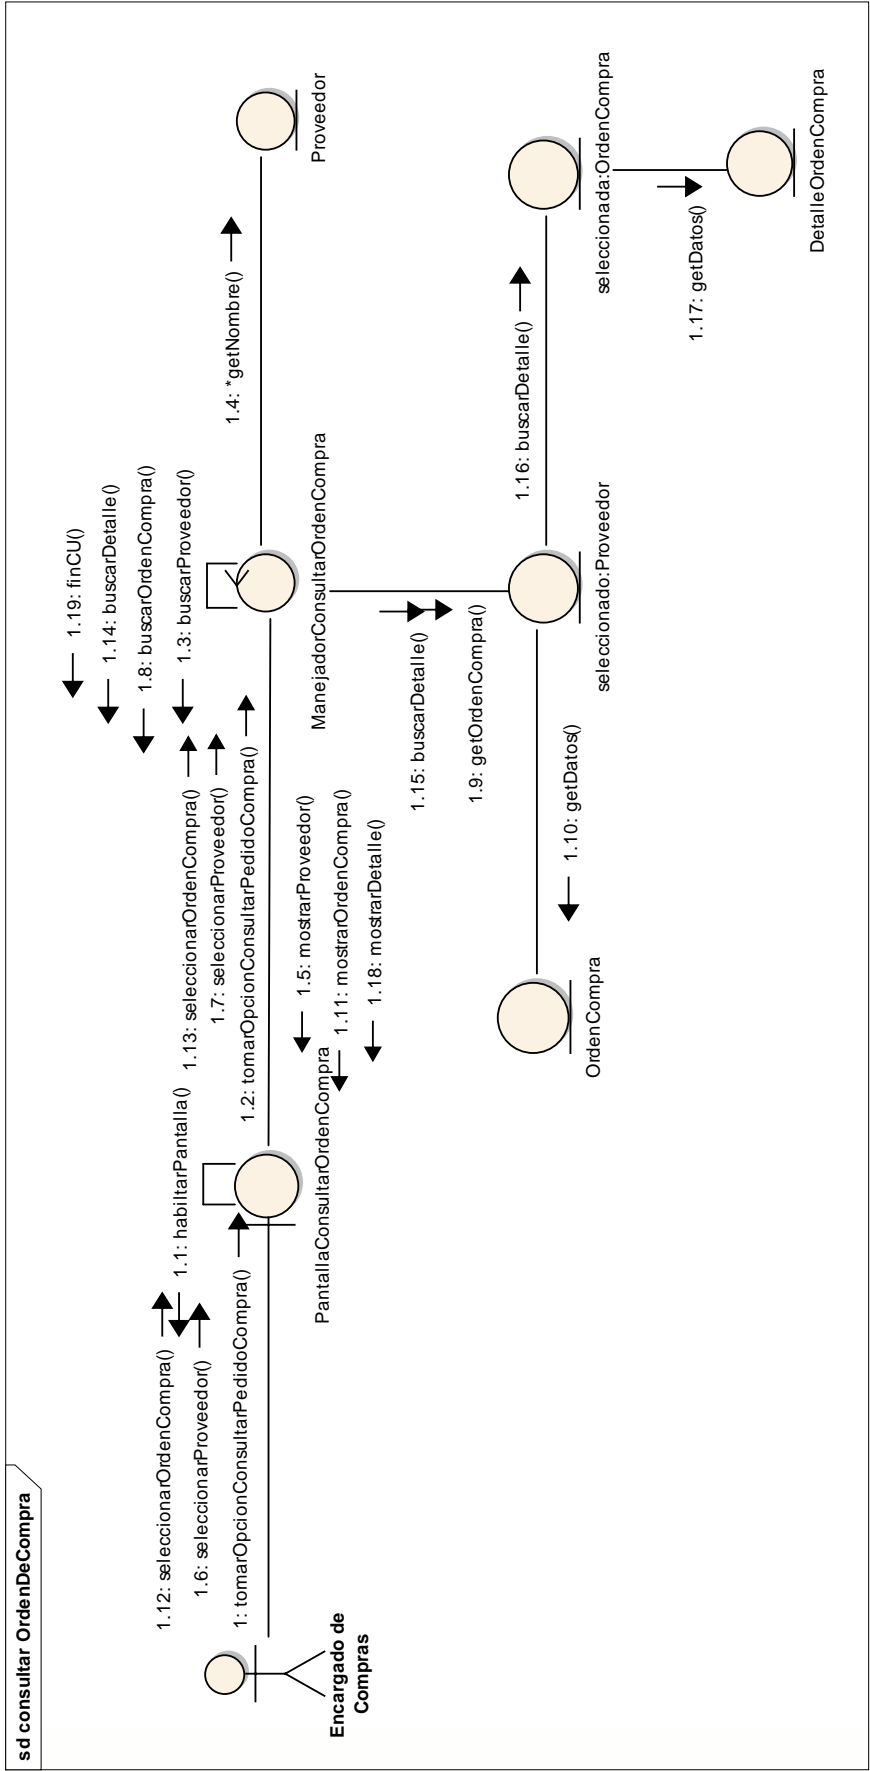 sd consultar OrdenDeCompra
1.19: finCU()
1.14: buscarDetalle()
1.8: buscarOrdenCompra()
1.3: buscarProveedor()
1.12: seleccionarOrdenCompra()
1.1: habiltarPantalla()
1.6: seleccionarProveedor()
1: tomarOpcionConsultarPedidoCompra()
1.13: seleccionarOrdenCompra()
1.7: seleccionarProveedor()
1.2: tomarOpcionConsultarPedidoCompra()
1.4: *getNombre()
Encargado de
Compras
PantallaConsultarOrdenCompra
ManejadorConsultarOrdenCompra
Proveedor
1.5: mostrarProveedor()
1.11: mostrarOrdenCompra()
1.18: mostrarDetalle()
1.15: buscarDetalle()
1.9: getOrdenCompra()
1.16: buscarDetalle()
1.10: getDatos()
OrdenCompra
seleccionado:Proveedor
seleccionada:OrdenCompra
1.17: getDatos()
DetalleOrdenCompra